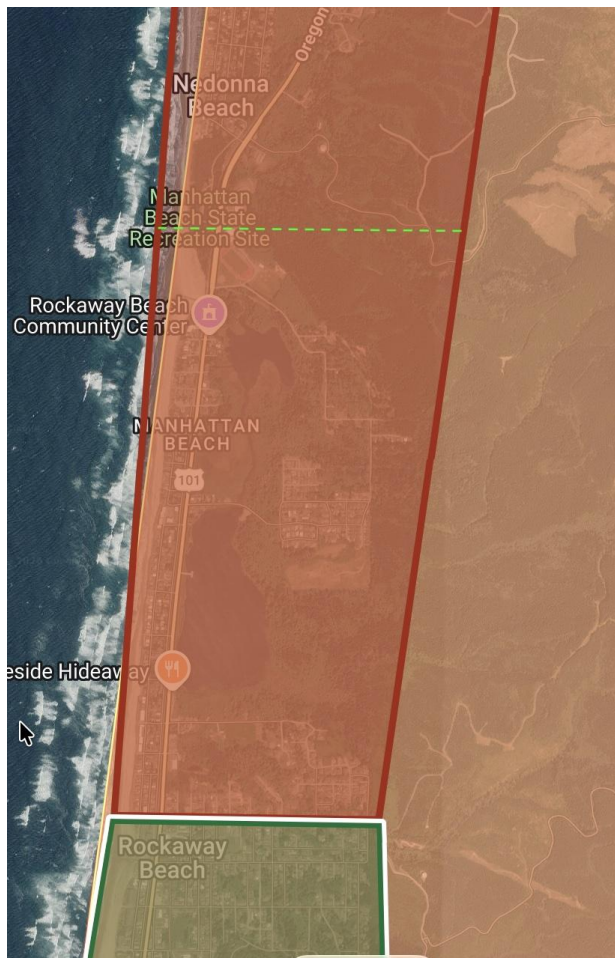 Oregon
Nedonna
Beach
Manhattan
Beach State
Recreation Site
Rockaway Beach
Community Center
MANHATTAN
BEACH
101
eside Hideaway
Rockaway
Beach